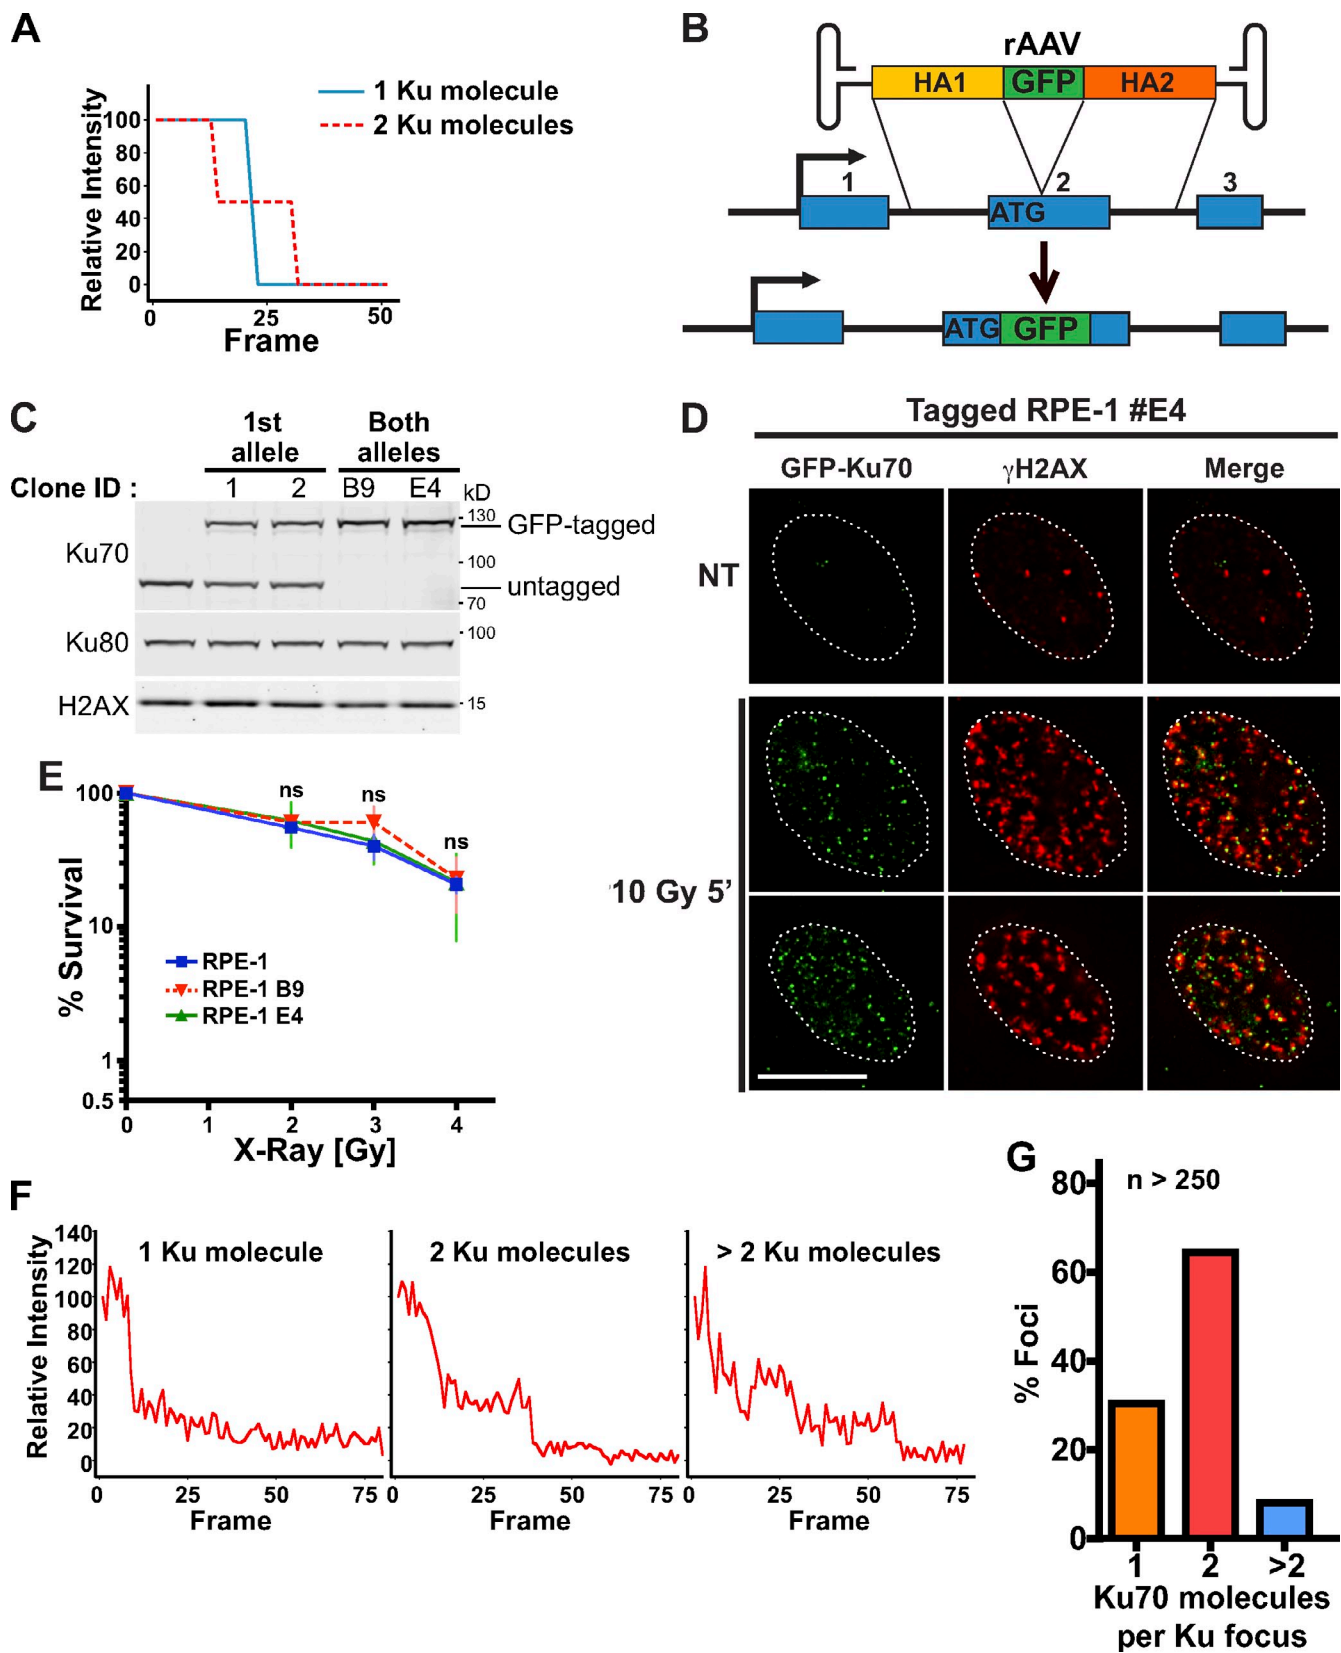 A
Relative Intensity
100
80
60
40
20
0
0
25
50
Frame
1 Ku molecule
2 Ku molecules
B
rAAV
HA1
GFP
HA2
1
2
3
ATG
ATG
GFP
C
1st
allele
Both
alleles
Clone ID :
1
2
B9
E4
kD
Ku70
130
GFP-tagged
100
untagged
70
Ku80
100
H2AX
15
D
Tagged RPE-1 #E4
GFP-Ku70
γH2AX
Merge
NT
10 Gy 5’
E
% Survival
100
10
1
0.5
ns
ns
ns
RPE-1
RPE-1 B9
RPE-1 E4
0
1
2
3
4
X-Ray [Gy]
F
Relative Intensity
140
120
100
80
60
40
20
0
1 Ku molecule
0
25
50
75
Frame
2 Ku molecules
0
25
50
75
Frame
> 2 Ku molecules
0
25
50
75
Frame
G
% Foci
80
60
40
20
0
n > 250
1
2
>2
Ku70 molecules
per Ku focus